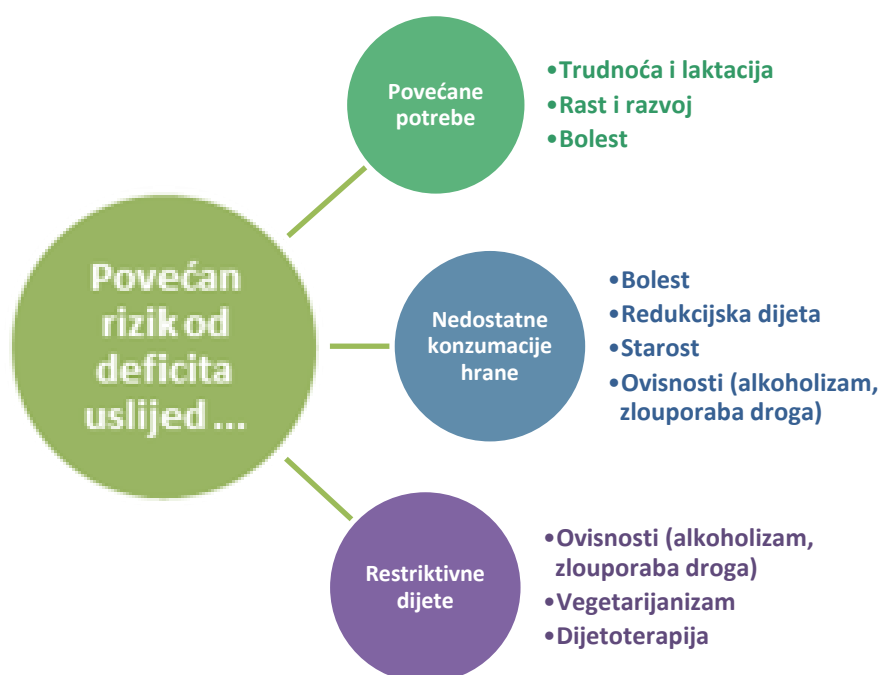 Povećan
rizik od
deficita
uslijed ...
Povećane
potrebe
•Trudnoća i laktacija
•Rast i razvoj
•Bolest
Nedostatne
konzumacije
hrane
•Bolest
•Redukcijska dijeta
•Starost
•Ovisnosti (alkoholizam,
zlouporaba droga)
Restriktivne
dijete
•Ovisnosti (alkoholizam,
zlouporaba droga)
•Vegetarijanizam
•Dijetoterapija